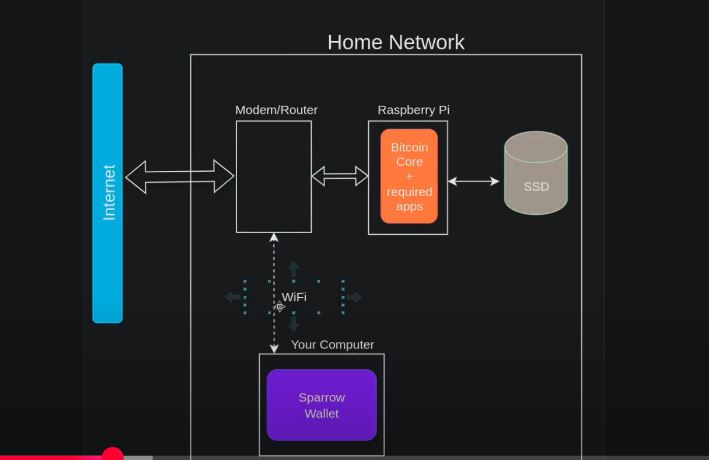 Home Network
Internet
Modem/Router
Raspberry Pi
Bitcoin
Core
+
required
apps
SSD
WiFi
Your Computer
Sparrow
Wallet